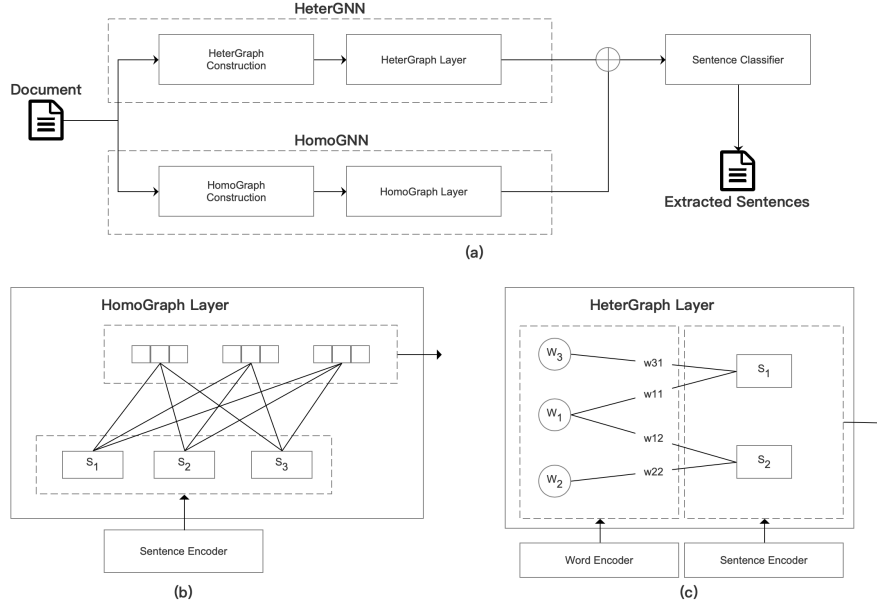 HeterGNN
HeterGraph
Construction
HeterGraph Layer
Sentence Classifier
Document
HomoGNN
HomoGraph
Construction
HomoGraph Layer
Extracted Sentences
(a)
HomoGraph Layer
S1
S2
S3
Sentence Encoder
(b)
HeterGraph Layer
W3
w31
S1
w11
W1
w12
S2
w22
W2
Word Encoder
Sentence Encoder
(c)